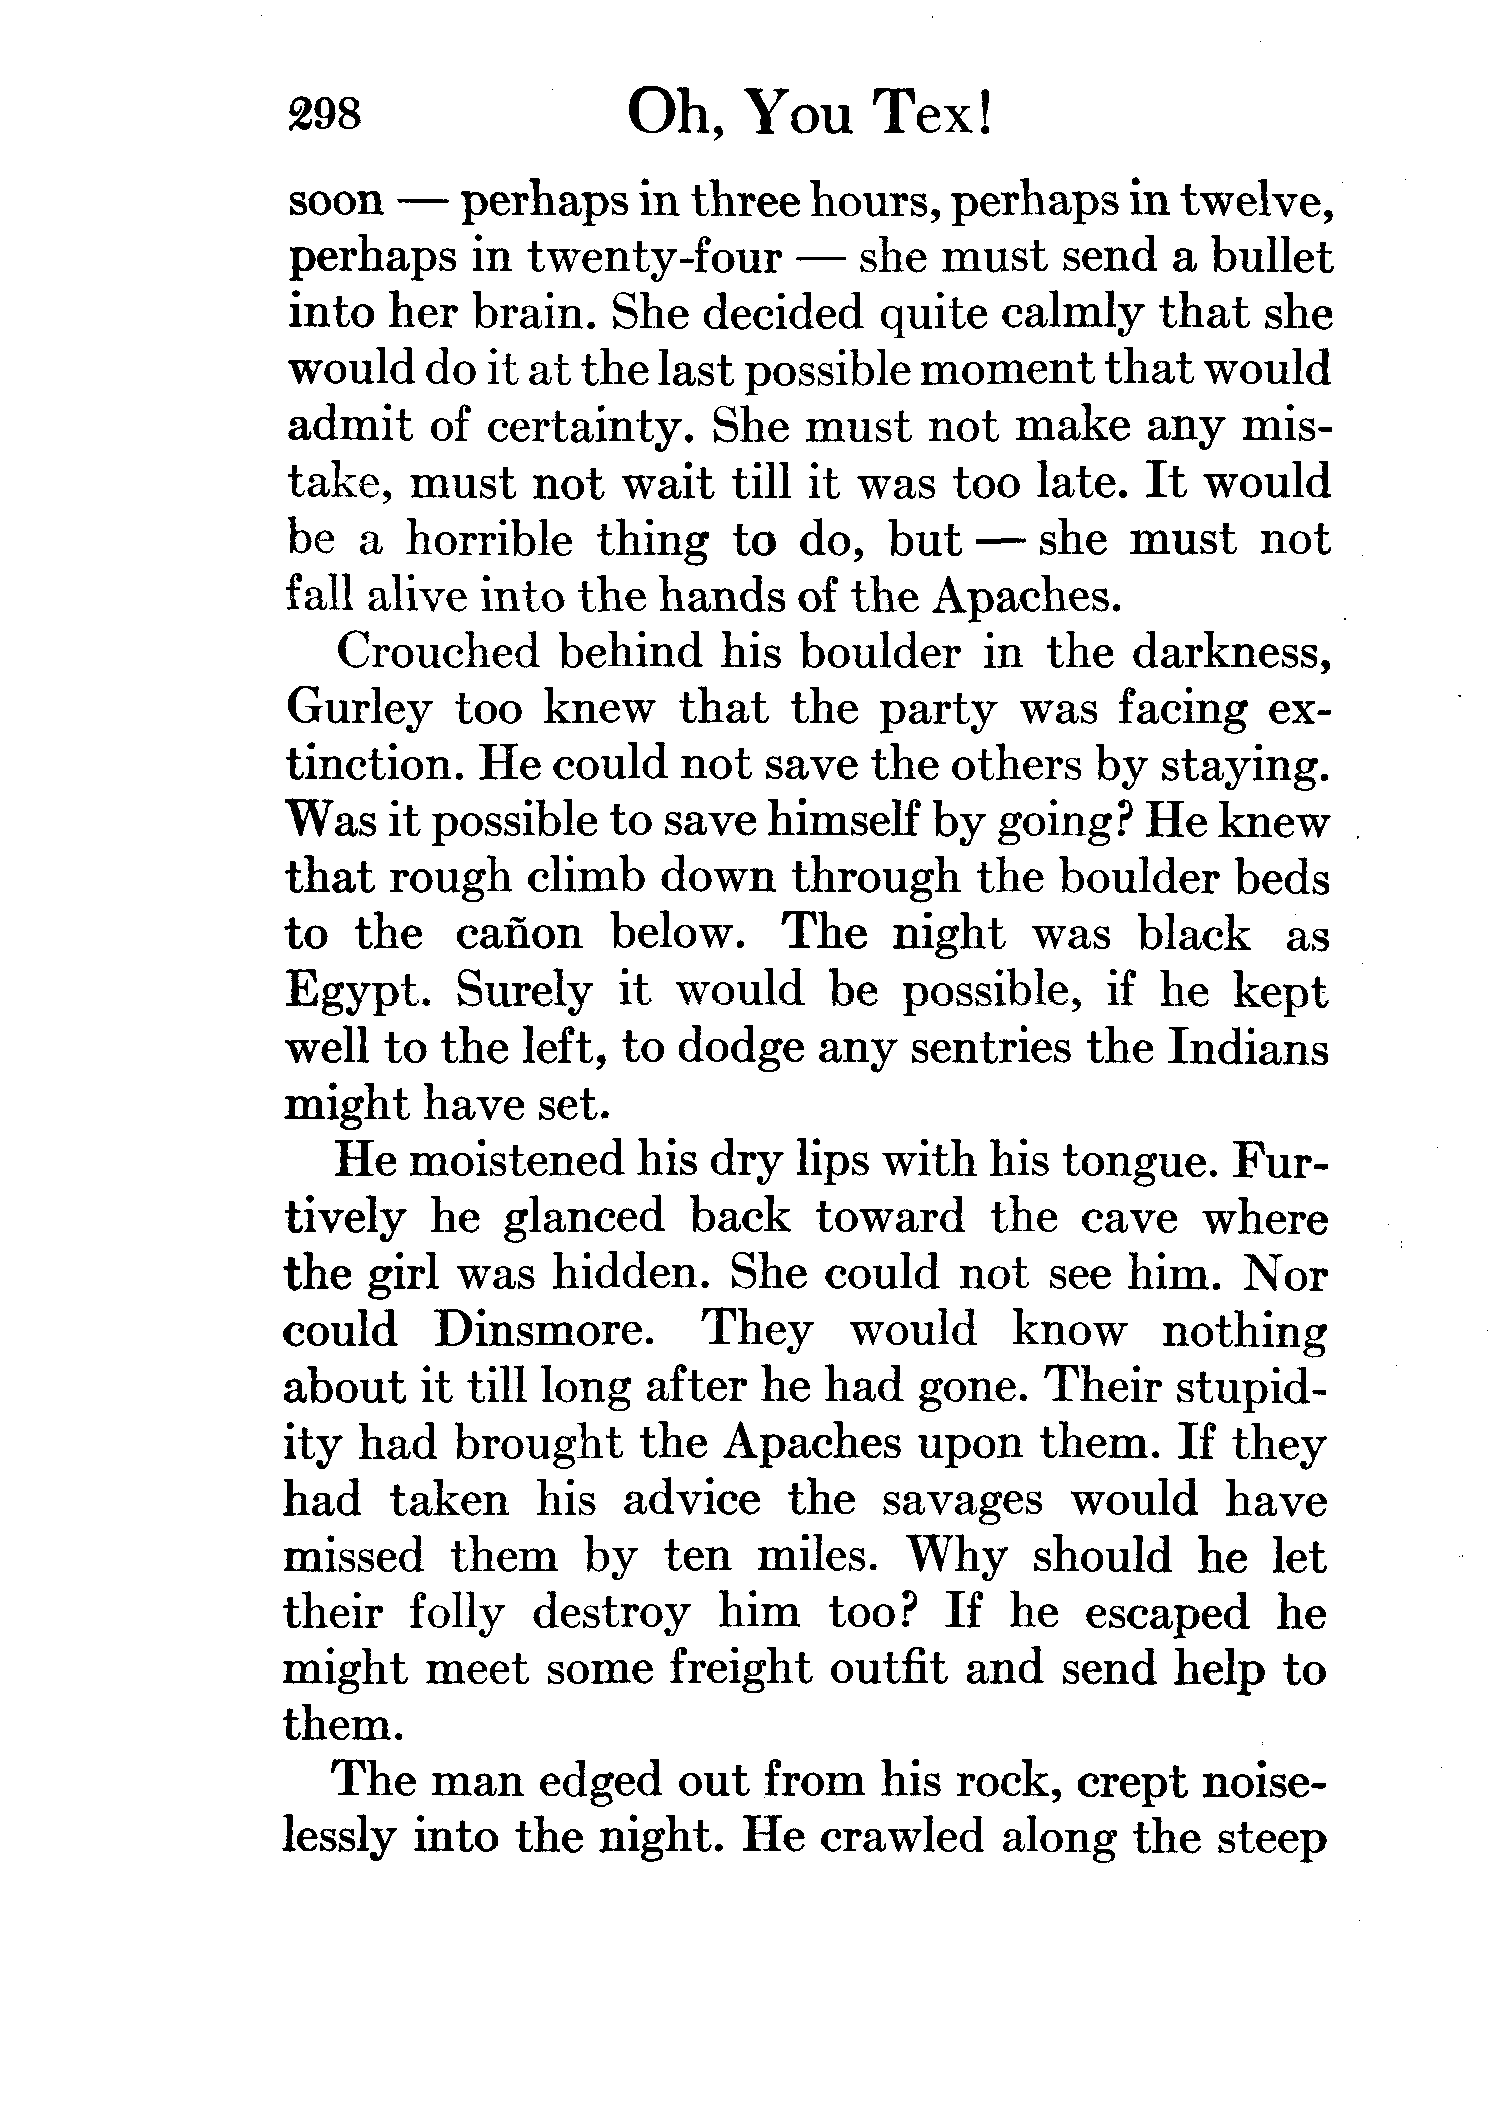 298 Oh, You Tex!
soon — perhaps in three hours, perhaps in twelve,
perhaps in twenty-four — she must send a bullet
into her brain. She decided quite calmly that she
would do it at the last possible moment that would
admit of certainty. She must not make any mis-
take, must not wait till it was too late. It would
be a horrible thing to do, but — she must not
fall alive into the hands of the Apaches.
Crouched behind his boulder in the darkness,
Gurley too knew that the party was facing ex-
tinction. He could not save the others by staying.
Was it possible to save himself by going? He knew
that rough climb down through the boulder beds
to the cañon below. The night was black as
Egypt. Surely it would be possible, if he kept
well to the left, to dodge any sentries the Indians
might have set.
He moistened his dry lips with his tongue. Fur-
tively he glanced back toward the cave where
the girl was hidden. She could not see him. Nor
could Dinsmore. They would know nothing
about it till long after he had gone. Their stupid-
ity had brought the Apaches upon them. If they
had taken his advice the savages would have
missed them by ten miles. Why should he let
their folly destroy him too? If he escaped he
might meet some freight outfit and send help to
them.
The man edged out from his rock, crept noise-
lessly into the night. He crawled along the steep